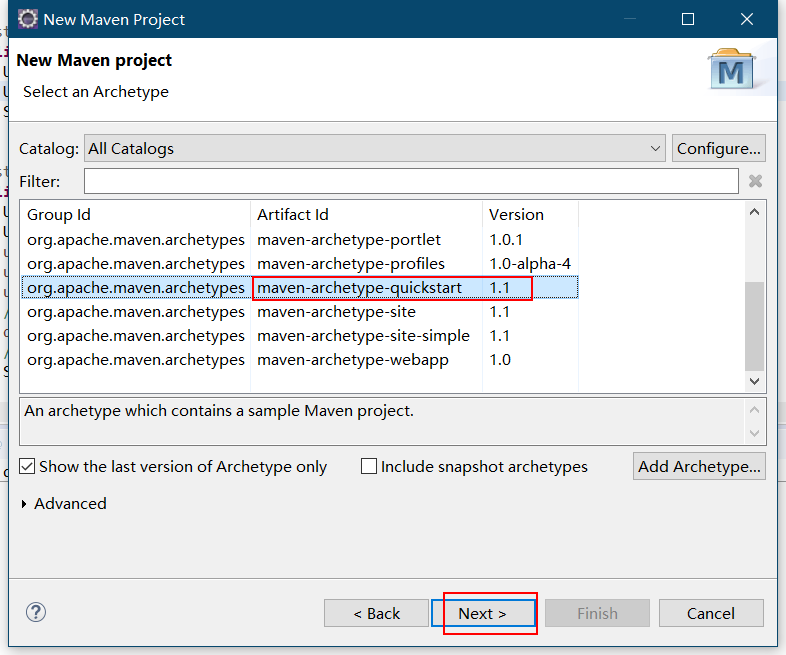 New Maven Project
New Maven project
Select an Archetype
M
Catalog: All Catalogs Configure...
Filter:
Group Id Artifact Id Version
org.apache.maven.archetypes maven-archetype-portlet 1.0.1
org.apache.maven.archetypes maven-archetype-profiles 1.0-alpha-4
org.apache.maven.archetypes maven-archetype-quickstart 1.1
org.apache.maven.archetypes maven-archetype-site 1.1
org.apache.maven.archetypes maven-archetype-site-simple 1.1
org.apache.maven.archetypes maven-archetype-webapp 1.0
An archetype which contains a sample Maven project.
Show the last version of Archetype only Include snapshot archetypes Add Archetype...
Advanced
? < Back Next > Finish Cancel